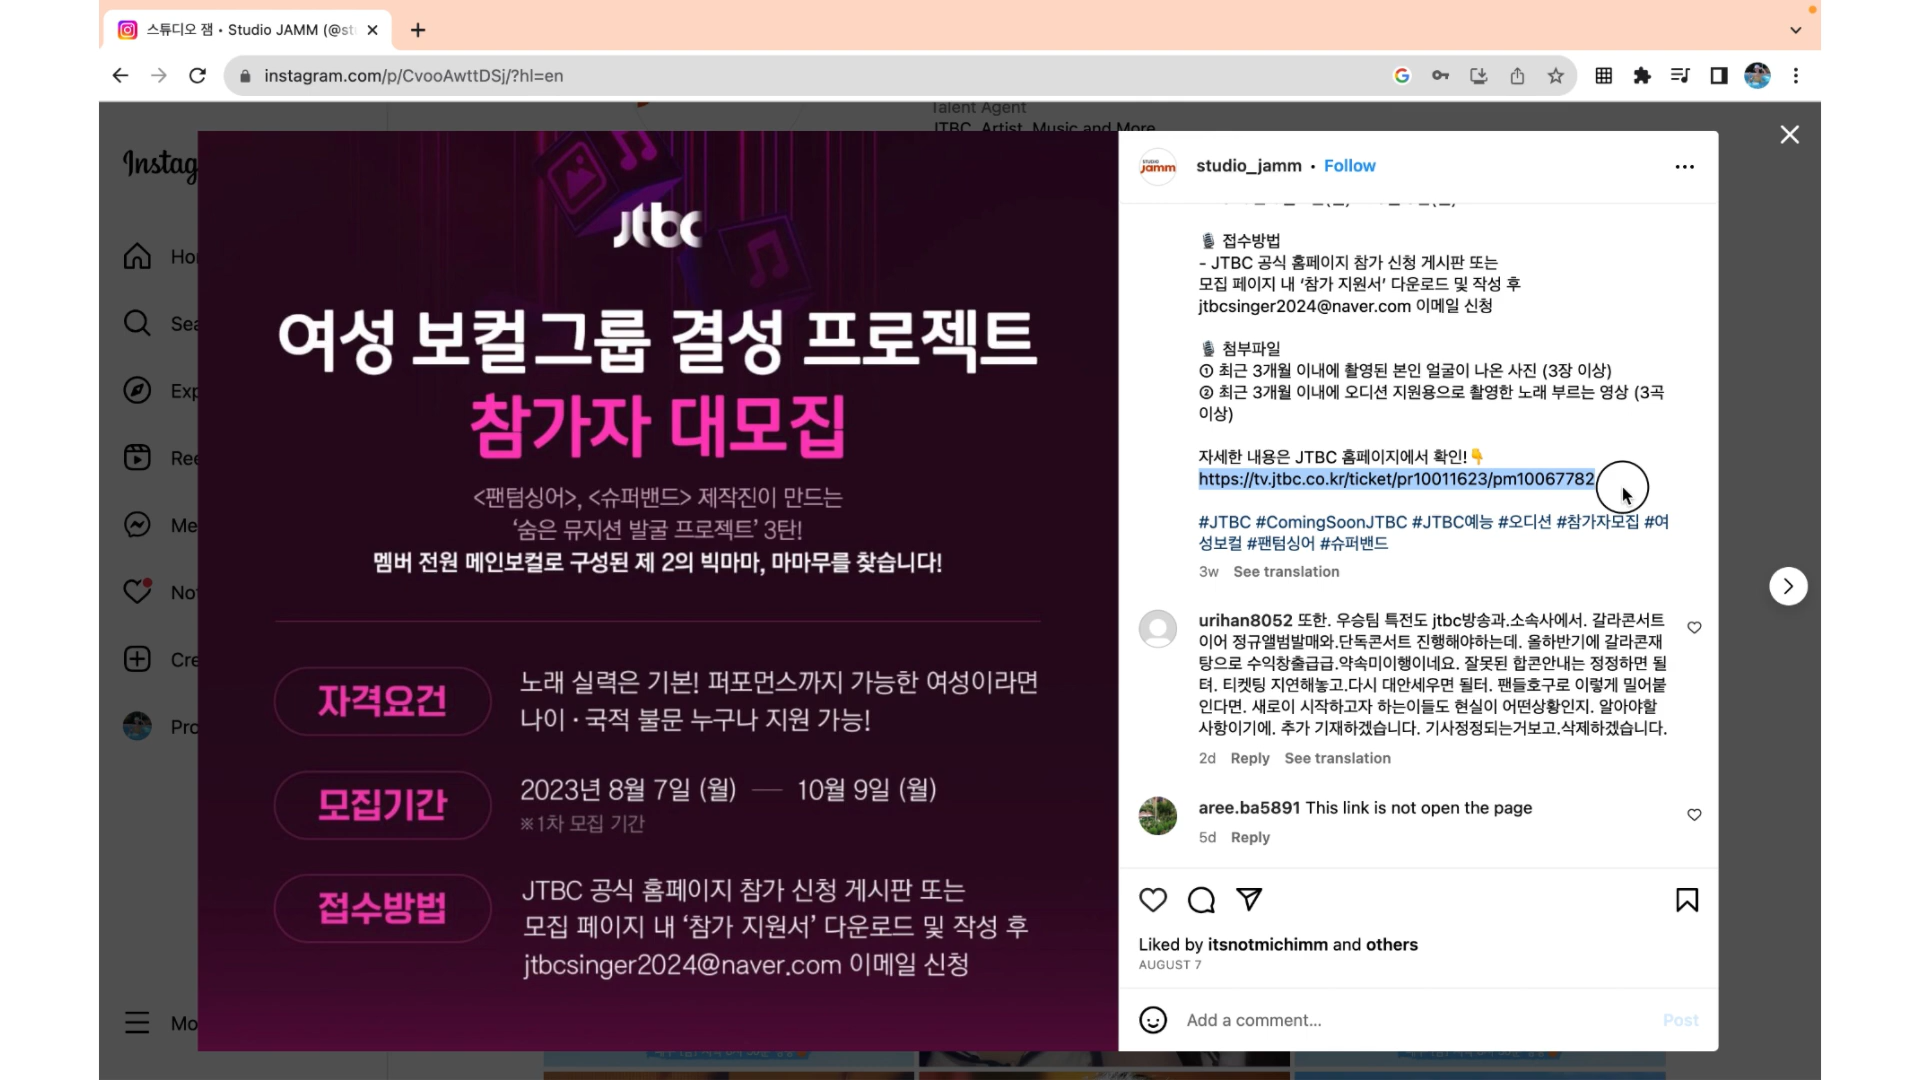 스튜디오 잼 • Studio JAMM (@st
instagram.com/p/CvooAwttDSj/?hl=en
Talent Agent
JTBC, Artist, Music and More
Instag
Ho
Sea
Exp
Ree
Me
No
Cre
Pro
Mo
jtbc
여성 보컬그룹 결성 프로젝트
참가자 대모집
<팬텀싱어>, <슈퍼밴드> 제작진이 만드는
‘숨은 뮤지션 발굴 프로젝트’ 3탄!
멤버 전원 메인보컬로 구성된 제 2의 빅마마, 마마무를 찾습니다!
자격요건
노래 실력은 기본! 퍼포먼스까지 가능한 여성이라면
나이 · 국적 불문 누구나 지원 가능!
모집기간
2023년 8월 7일 (월) — 10월 9일 (월)
※1차 모집 기간
접수방법
JTBC 공식 홈페이지 참가 신청 게시판 또는
모집 페이지 내 ‘참가 지원서’ 다운로드 및 작성 후
jtbcsinger2024@naver.com 이메일 신청
STUDIO
jamm
studio_jamm • Follow
🎙️ 접수방법
- JTBC 공식 홈페이지 참가 신청 게시판 또는
모집 페이지 내 ‘참가 지원서’ 다운로드 및 작성 후
jtbcsinger2024@naver.com 이메일 신청
🎙️ 첨부파일
① 최근 3개월 이내에 촬영된 본인 얼굴이 나온 사진 (3장 이상)
② 최근 3개월 이내에 오디션 지원용으로 촬영한 노래 부르는 영상 (3곡
이상)
자세한 내용은 JTBC 홈페이지에서 확인!👇
https://tv.jtbc.co.kr/ticket/pr10011623/pm10067782
#JTBC #ComingSoonJTBC #JTBC예능 #오디션 #참가자모집 #여
성보컬 #팬텀싱어 #슈퍼밴드
3w See translation
urihan8052 또한. 우승팀 특전도 jtbc방송과.소속사에서. 갈라콘서트
이어 정규앨범발매와.단독콘서트 진행해야하는데. 올하반기에 갈라콘재
탕으로 수익창출급급.약속미이행이네요. 잘못된 합콘안내는 정정하면 될
텨. 티켓팅 지연해놓고.다시 대안세우면 될터. 팬들호구로 이렇게 밀어붙
인다면. 새로이 시작하고자 하는이들도 현실이 어떤상황인지. 알아야할
사항이기에. 추가 기재하겠습니다. 기사정정되는거보고.삭제하겠습니다.
2d Reply See translation
aree.ba5891 This link is not open the page
5d Reply
Liked by itsnotmichimm and others
AUGUST 7
Add a comment...
Post